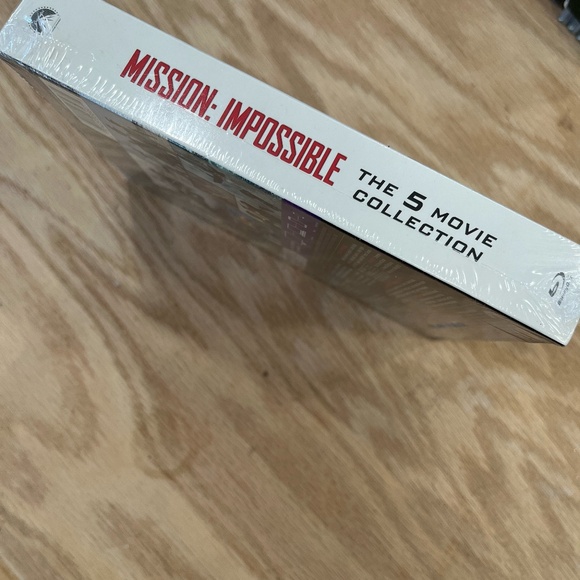 MISSION: IMPOSSIBLE
THE 5 MOVIE
COLLECTION